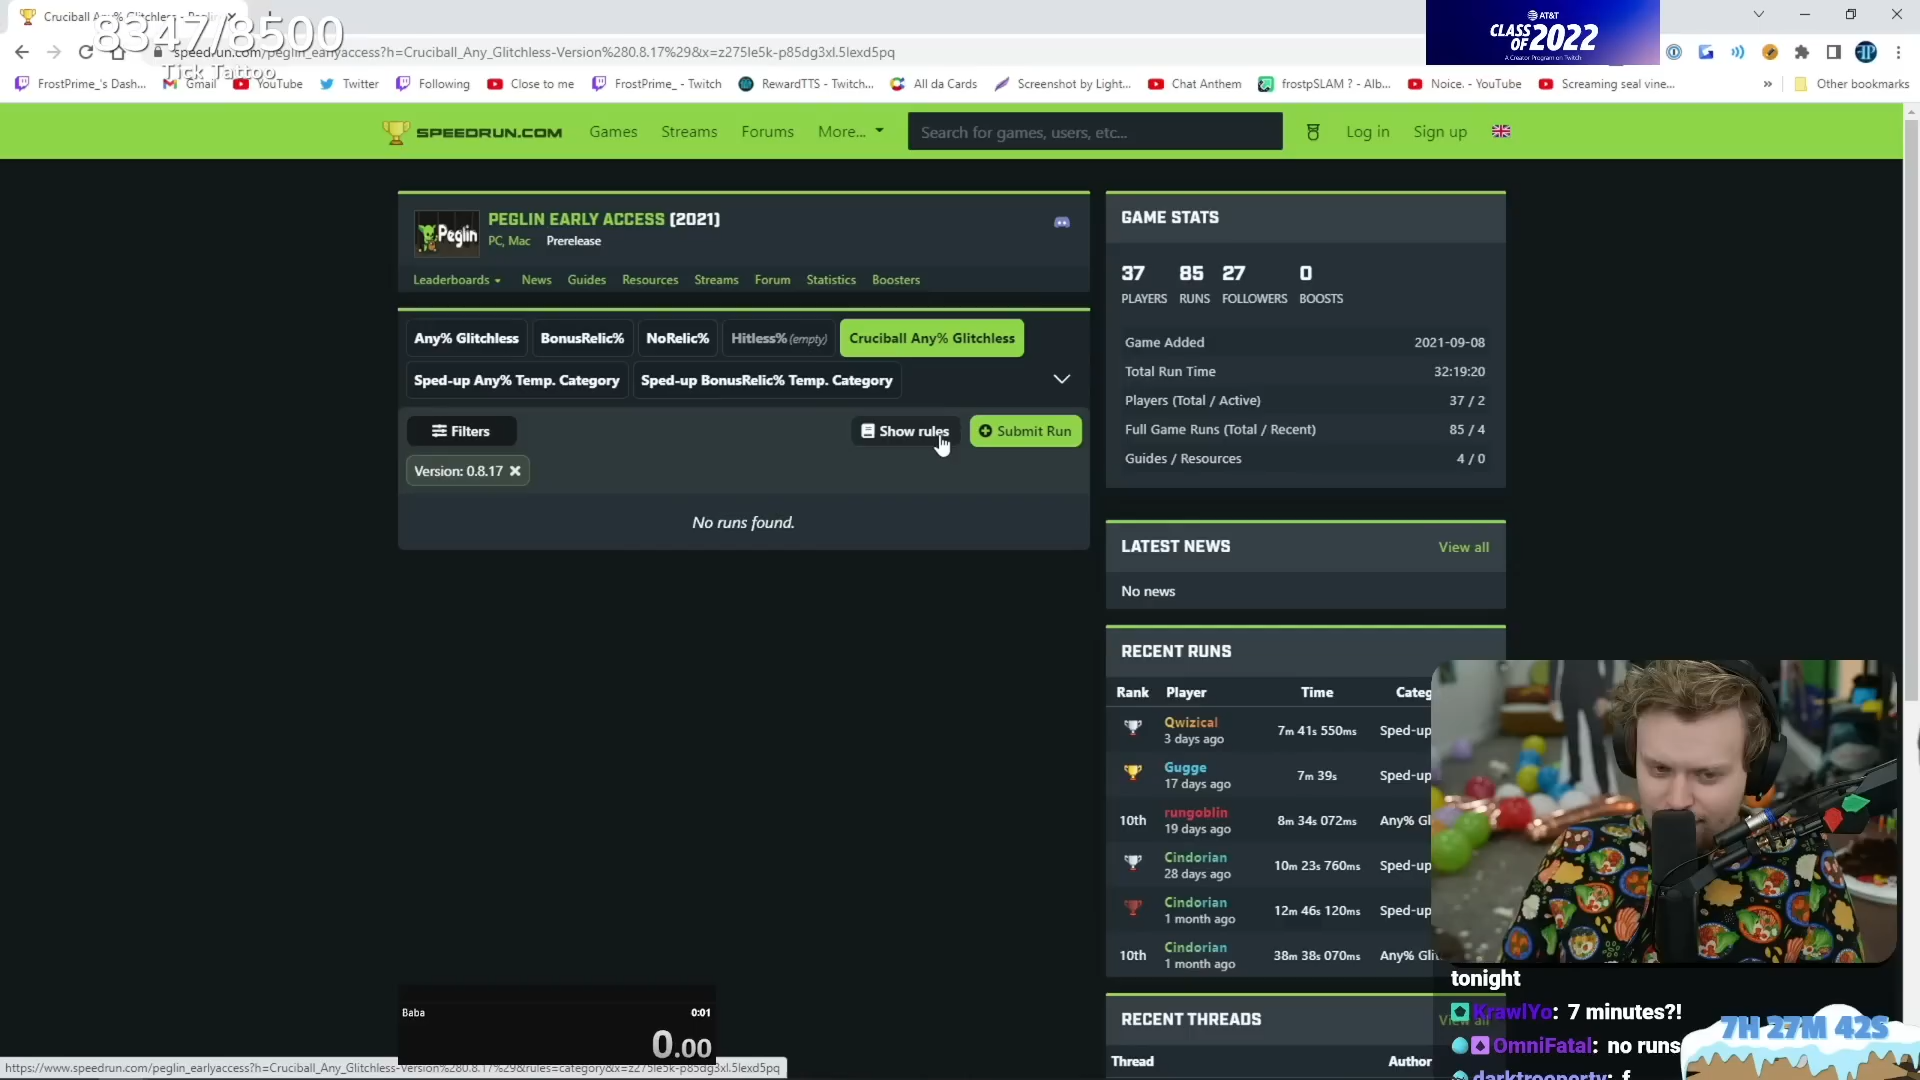 Cruciball Any% Glitchless - Peglin
8347/8500
Tick Tattoo
speedrun.com/peglin_earlyaccess?h=Cruciball_Any_Glitchless-Version%280.8.17%29&x=z275le5k-p85dg3xl.5lexd5pq
AT&T
CLASS OF 2022
A Creator Program on Twitch
FrostPrime_'s Dash...
Gmail
YouTube
Twitter
Following
Close to me
FrostPrime_ - Twitch
RewardTTS - Twitch...
All da Cards
Screenshot by Light...
Chat Anthem
frostpSLAM ? - Alb...
Noice. - YouTube
Screaming seal vine...
»
Other bookmarks
SPEEDRUN.COM
Games
Streams
Forums
More...
Search for games, users, etc...
Log in
Sign up
Peglin
PEGLIN EARLY ACCESS (2021)
PC, Mac Prerelease
Leaderboards
News
Guides
Resources
Streams
Forum
Statistics
Boosters
Any% Glitchless
BonusRelic%
NoRelic%
Hitless% (empty)
Cruciball Any% Glitchless
Sped-up Any% Temp. Category
Sped-up BonusRelic% Temp. Category
Filters
Show rules
Submit Run
Version: 0.8.17
No runs found.
GAME STATS
37 85 27 0
PLAYERS RUNS FOLLOWERS BOOSTS
Game Added 2021-09-08
Total Run Time 32:19:20
Players (Total / Active) 37 / 2
Full Game Runs (Total / Recent) 85 / 4
Guides / Resources 4 / 0
LATEST NEWS View all
No news
RECENT RUNS
Rank Player Time Categ
Qwizical 7m 41s 550ms Sped-up
3 days ago
Gugge 7m 39s Sped-up
17 days ago
10th rungoblin 8m 34s 072ms Any% Gl
19 days ago
Cindorian 10m 23s 760ms Sped-up
28 days ago
Cindorian 12m 46s 120ms Sped-up
1 month ago
10th Cindorian 38m 38s 070ms Any% Gli
1 month ago
RECENT THREADS View all
Thread Author
Baba 0:01
0.00
tonight
KrawlYo: 7 minutes?!
OmniFatal: no runs
darktrooperty: f
7H 27M 42S
https://www.speedrun.com/peglin_earlyaccess?h=Cruciball_Any_Glitchless-Version%280.8.17%29&rules=category&x=z275le5k-p85dg3xl.5lexd5pq